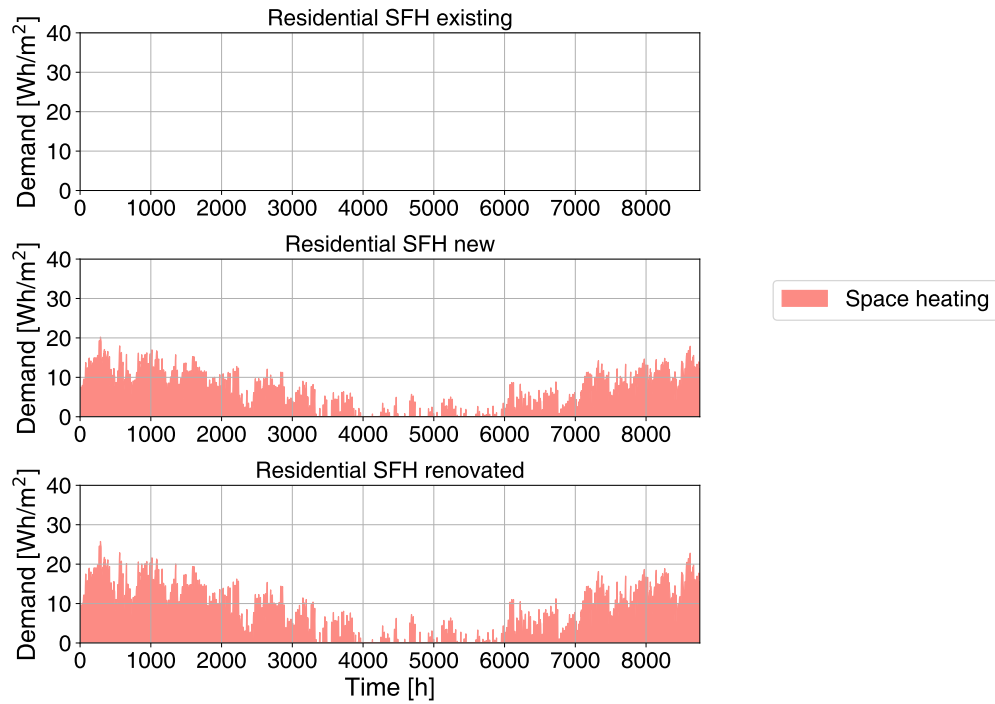 Residential SFH existing
Demand [Wh/m²]
40
30
20
10
0
0 1000 2000 3000 4000 5000 6000 7000 8000
Residential SFH new
Demand [Wh/m²]
40
30
20
10
0
0 1000 2000 3000 4000 5000 6000 7000 8000
Space heating
Residential SFH renovated
Demand [Wh/m²]
40
30
20
10
0
0 1000 2000 3000 4000 5000 6000 7000 8000
Time [h]